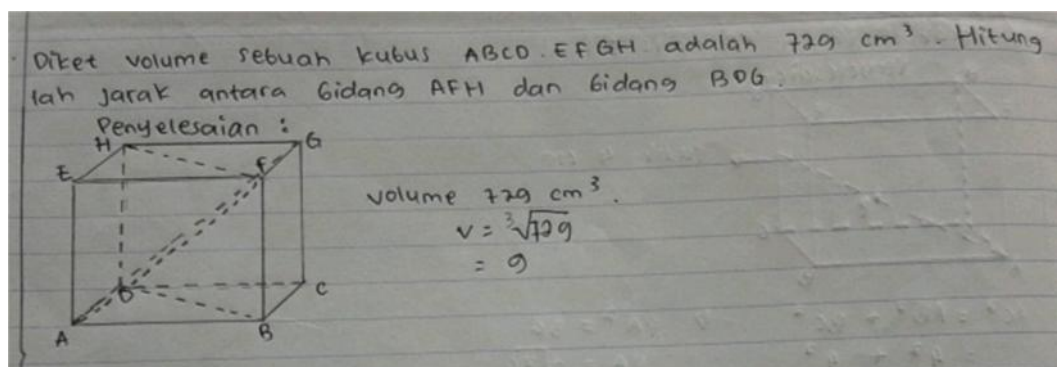 Diket volume sebuah kubus ABCD.EFGH adalah 729 cm³. Hitung
lah jarak antara bidang AFH dan bidang BDG.
Penyelesaian :
H
G
E
F
volume 729 cm³.
v = ³√729
= 9
D
C
A
B